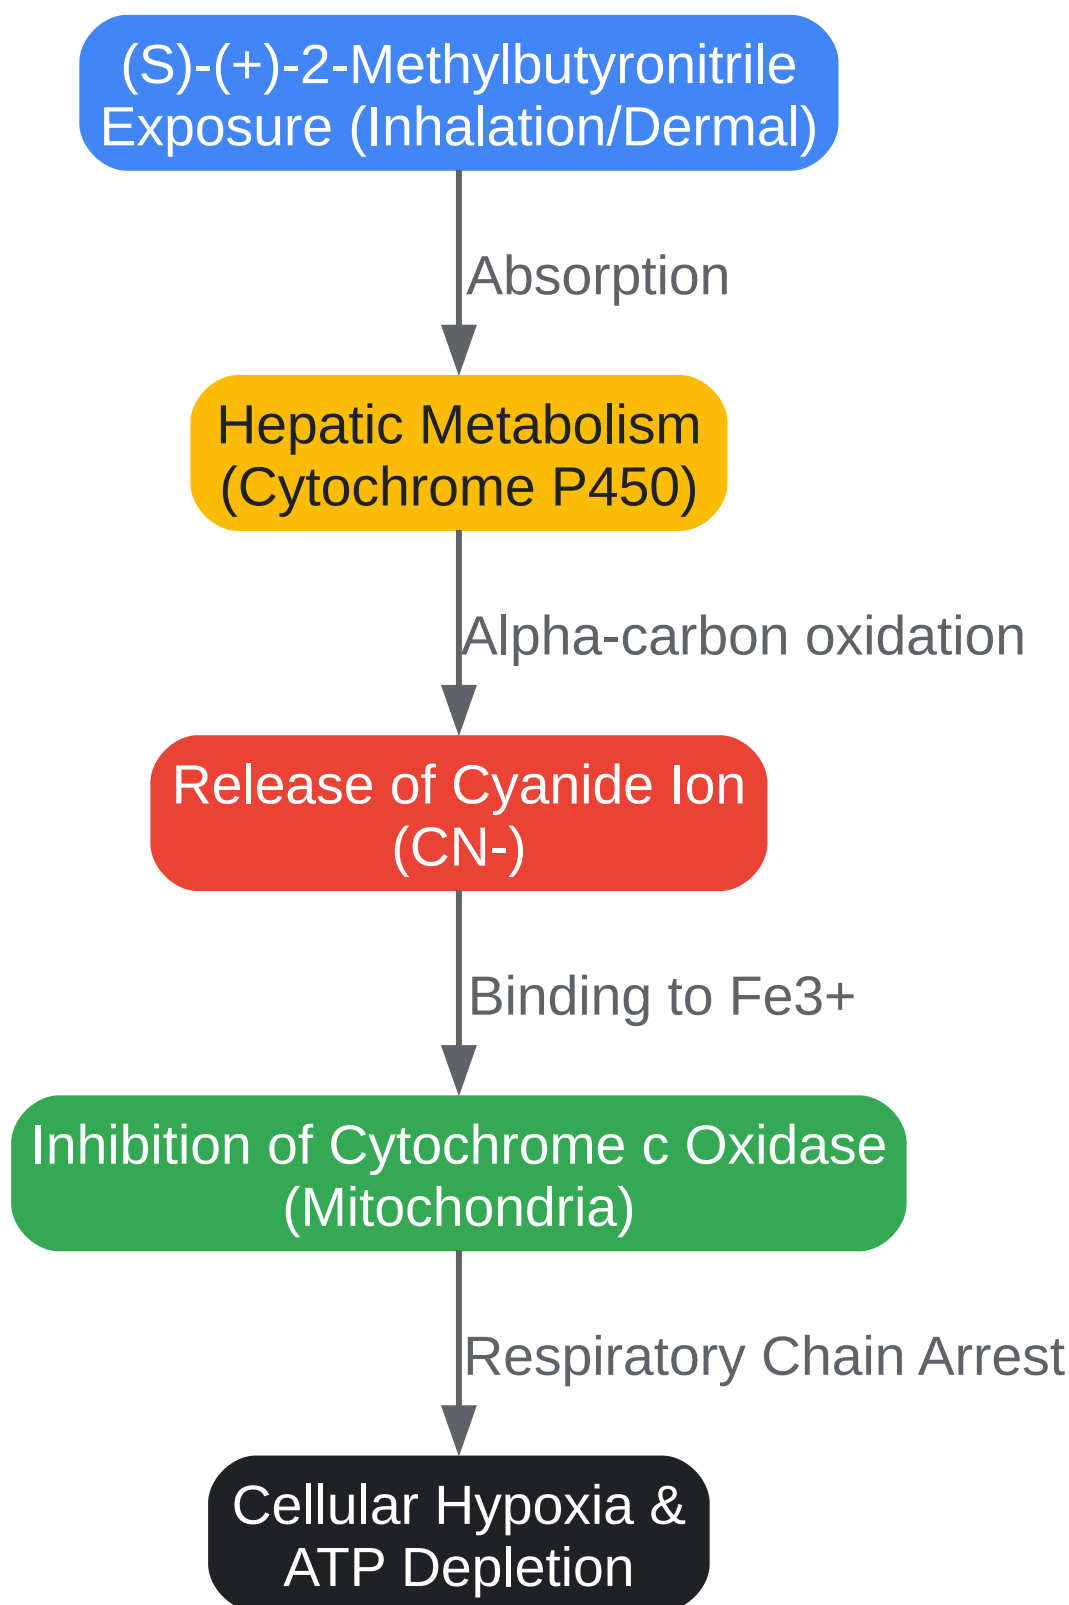 (S)-(+)-2-Methylbutyronitrile
Exposure (Inhalation/Dermal)
Absorption
Hepatic Metabolism
(Cytochrome P450)
Alpha-carbon oxidation
Release of Cyanide Ion
(CN-)
Binding to Fe3+
Inhibition of Cytochrome c Oxidase
(Mitochondria)
Respiratory Chain Arrest
Cellular Hypoxia &
ATP Depletion